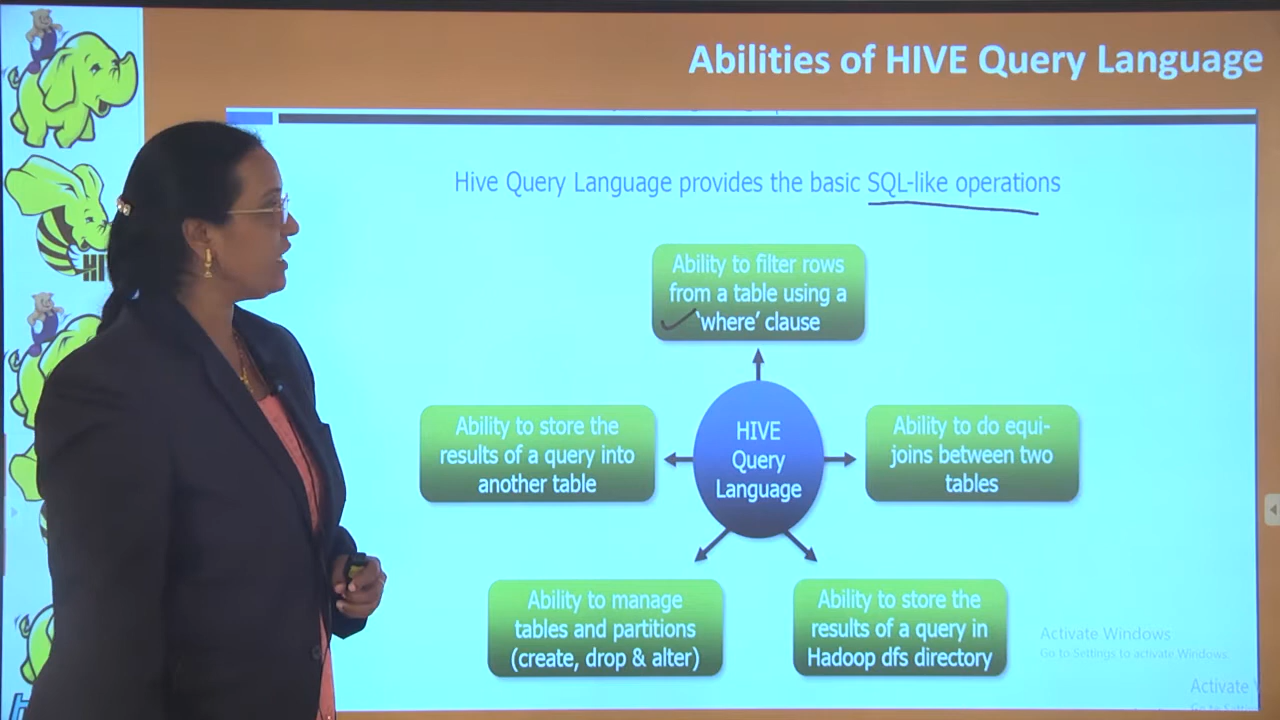 Abilities of HIVE Query Language
Hive Query Language provides the basic SQL-like operations
Ability to filter rows
from a table using a
‘where’ clause
Ability to store the
results of a query into
another table
HIVE
Query
Language
Ability to do equi-
joins between two
tables
Ability to manage
tables and partitions
(create, drop & alter)
Ability to store the
results of a query in
Hadoop dfs directory
Activate Windows
Go to Settings to activate Windows.
Activate
HI